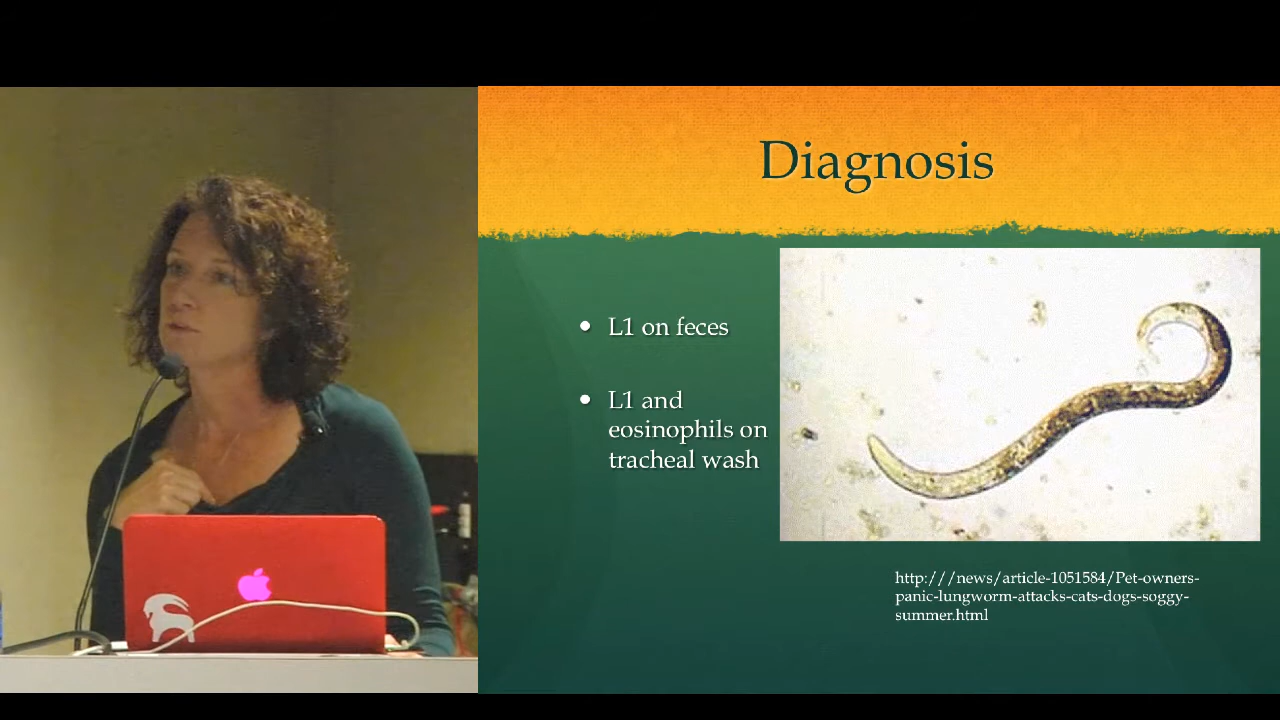 Diagnosis
• L1 on feces
• L1 and
eosinophils on
tracheal wash
http:///news/article-1051584/Pet-owners-
panic-lungworm-attacks-cats-dogs-soggy-
summer.html